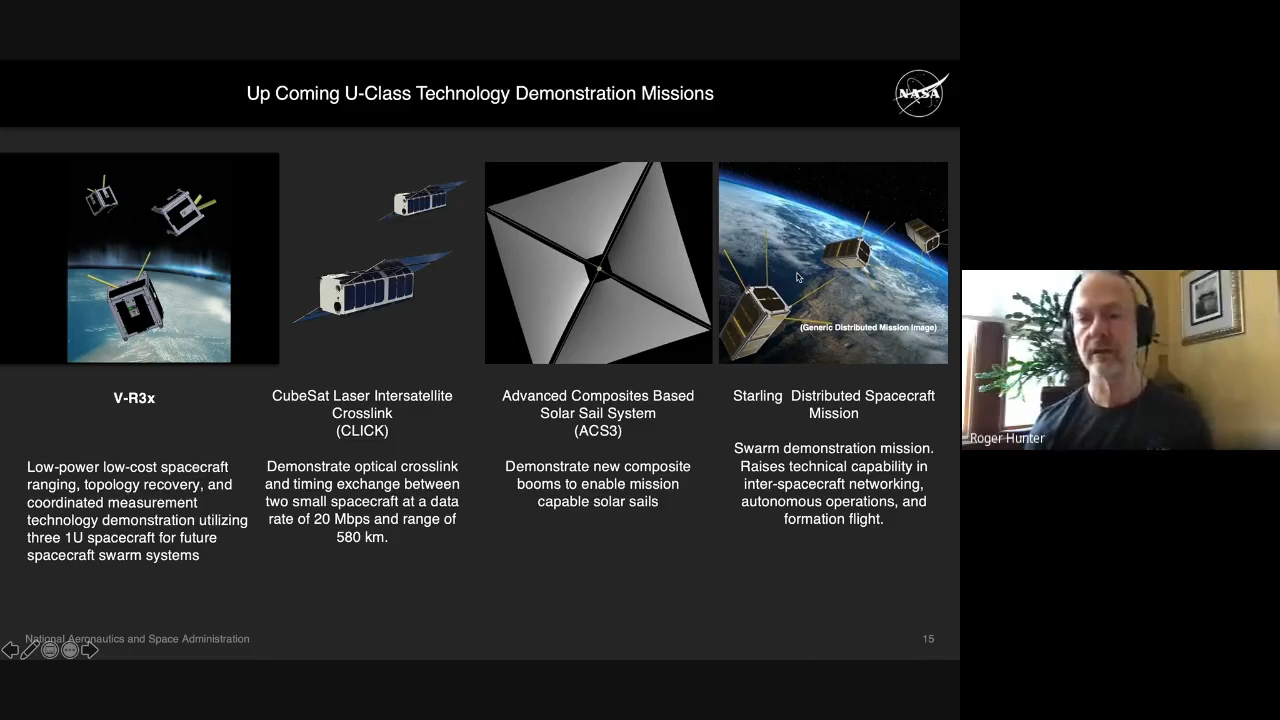 Up Coming U-Class Technology Demonstration Missions
NASA
(Generic Distributed Mission Image)
V-R3x
Low-power low-cost spacecraft
ranging, topology recovery, and
coordinated measurement
technology demonstration utilizing
three 1U spacecraft for future
spacecraft swarm systems
CubeSat Laser Intersatellite
Crosslink
(CLICK)
Demonstrate optical crosslink
and timing exchange between
two small spacecraft at a data
rate of 20 Mbps and range of
580 km.
Advanced Composites Based
Solar Sail System
(ACS3)
Demonstrate new composite
booms to enable mission
capable solar sails
Starling Distributed Spacecraft
Mission
Swarm demonstration mission.
Raises technical capability in
inter-spacecraft networking,
autonomous operations, and
formation flight.
Roger Hunter
National Aeronautics and Space Administration
15